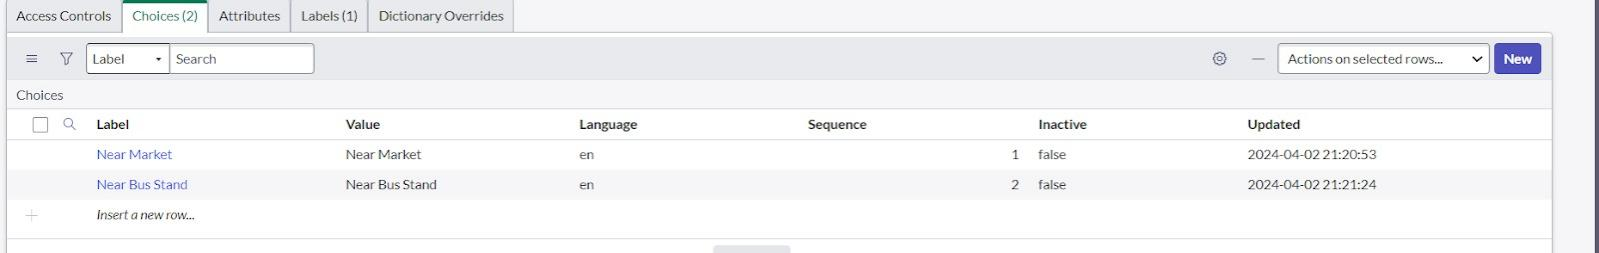 Access Controls Choices (2) Attributes Labels (1) Dictionary Overrides
Label Search Actions on selected rows... New
Choices
Label Value Language Sequence Inactive Updated
Near Market Near Market en 1 false 2024-04-02 21:20:53
Near Bus Stand Near Bus Stand en 2 false 2024-04-02 21:21:24
Insert a new row...